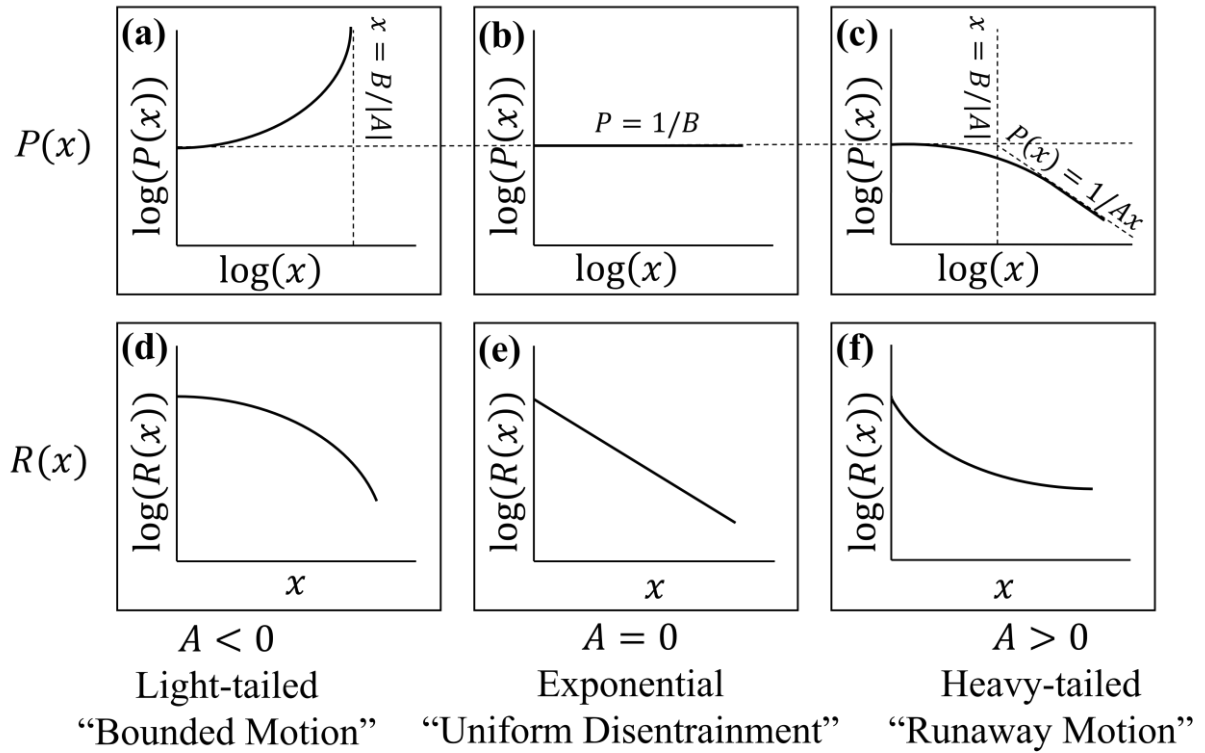 (a)
x = B/|A|
log(P(x))
log(x)
(b)
P = 1/B
log(P(x))
log(x)
(c)
x = B/|A|
P(x) = 1/Ax
log(P(x))
log(x)
P(x)
(d)
log(R(x))
x
(e)
log(R(x))
x
(f)
log(R(x))
x
R(x)
A < 0
A = 0
A > 0
Light-tailed
Exponential
Heavy-tailed
“Bounded Motion”
“Uniform Disentrainment”
“Runaway Motion”